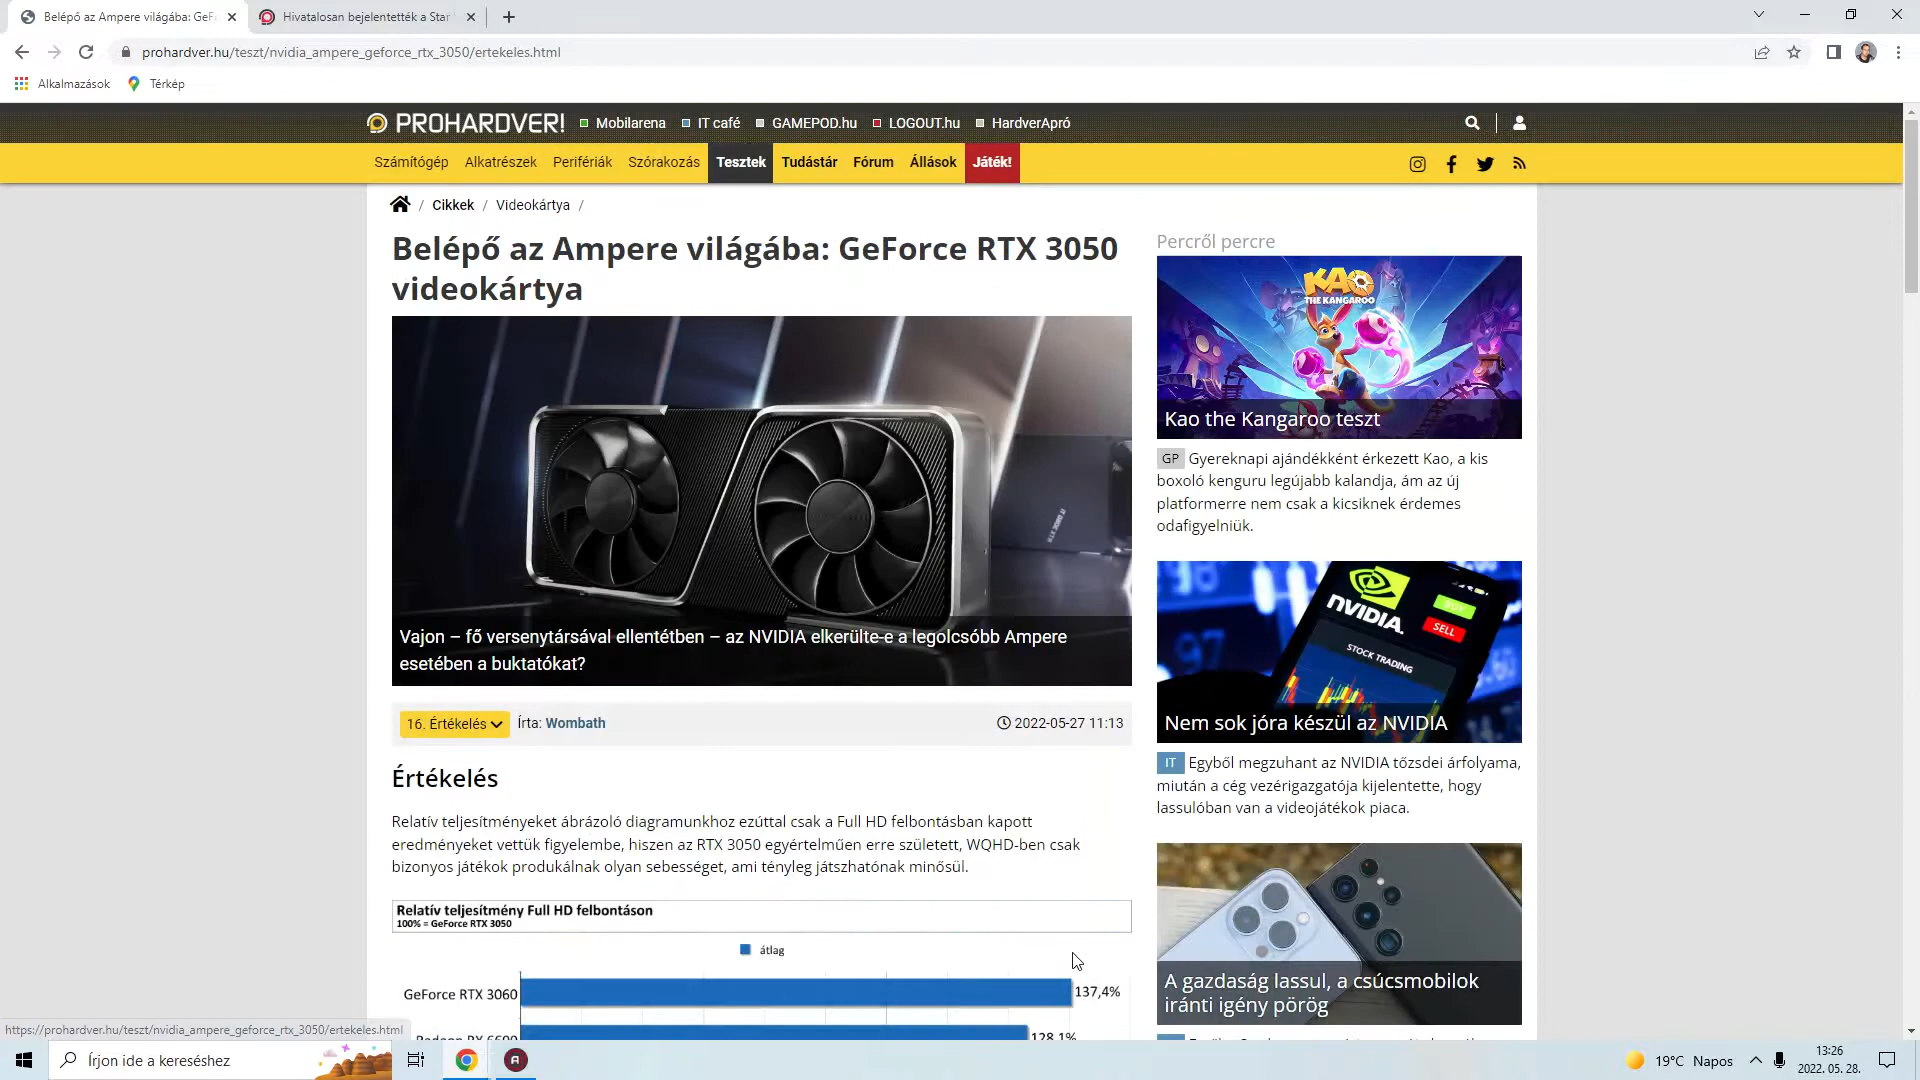 Belépő az Ampere világába: GeF
Hivatalosan bejelentették a Star
prohardver.hu/teszt/nvidia_ampere_geforce_rtx_3050/ertekeles.html
Alkalmazások
Térkép
PROHARDVER!
Mobilarena
IT café
GAMEPOD.hu
LOGOUT.hu
HardverApró
Számítógép
Alkatrészek
Perifériák
Szórakozás
Tesztek
Tudástár
Fórum
Állások
Játék!
/ Cikkek / Videokártya /
Belépő az Ampere világába: GeForce RTX 3050
videokártya
Vajon – fő versenytársával ellentétben – az NVIDIA elkerülte-e a legolcsóbb Ampere
esetében a buktatókat?
16. Értékelés
Írta: Wombath
2022-05-27 11:13
Értékelés
Relatív teljesítményeket ábrázoló diagramunkhoz ezúttal csak a Full HD felbontásban kapott
eredményeket vettük figyelembe, hiszen az RTX 3050 egyértelműen erre született, WQHD-ben csak
bizonyos játékok produkálnak olyan sebességet, ami tényleg játszhatónak minősül.
Relatív teljesítmény Full HD felbontáson
100% = GeForce RTX 3050
átlag
GeForce RTX 3060
137,4%
Radeon RX 6600
128,1%
Percről percre
KAO
THE KANGAROO
Kao the Kangaroo teszt
GP Gyereknapi ajándékként érkezett Kao, a kis
boxoló kenguru legújabb kalandja, ám az új
platformerre nem csak a kicsiknek érdemes
odafigyelniük.
NVIDIA.
BUY
SELL
STOCK TRADING
Nem sok jóra készül az NVIDIA
IT Egyből megzuhant az NVIDIA tőzsdei árfolyama,
miután a cég vezérigazgatója kijelentette, hogy
lassulóban van a videojátékok piaca.
A gazdaság lassul, a csúcsmobilok
iránti igény pörög
https://prohardver.hu/teszt/nvidia_ampere_geforce_rtx_3050/ertekeles.html
Írjon ide a kereséshez
19°C Napos
13:26
2022. 05. 28.